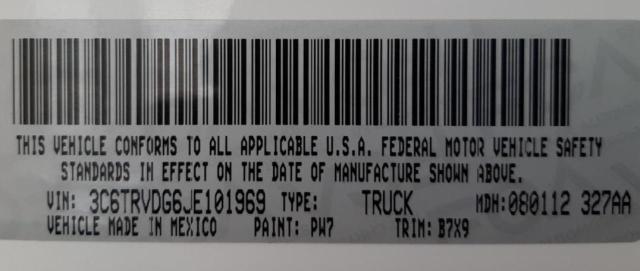 THIS VEHICLE CONFORMS TO ALL APPLICABLE U.S.A. FEDERAL MOTOR VEHICLE SAFETY
STANDARDS IN EFFECT ON THE DATE OF MANUFACTURE SHOWN ABOVE.
VIN: 3C6TRVDG6JE101969 TYPE: TRUCK MDH:080112 327AA
VEHICLE MADE IN MEXICO PAINT: PW7 TRIM: B7X9